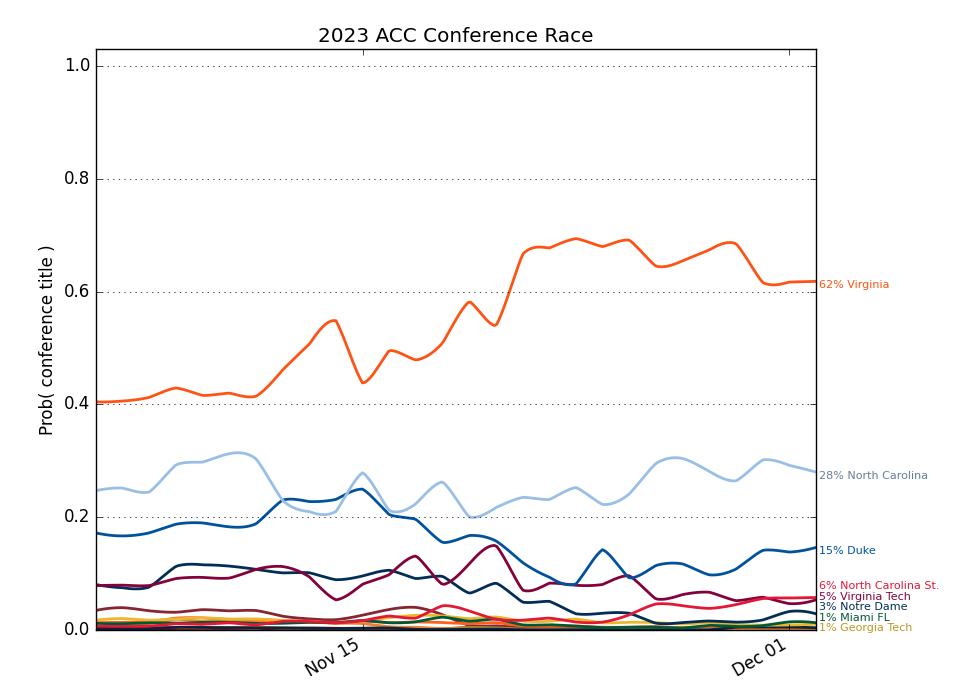 2023 ACC Conference Race
Prob( conference title )
1.0
0.8
0.6
0.4
0.2
0.0
Nov 15
Dec 01
62% Virginia
28% North Carolina
15% Duke
6% North Carolina St.
5% Virginia Tech
3% Notre Dame
1% Miami FL
1% Georgia Tech